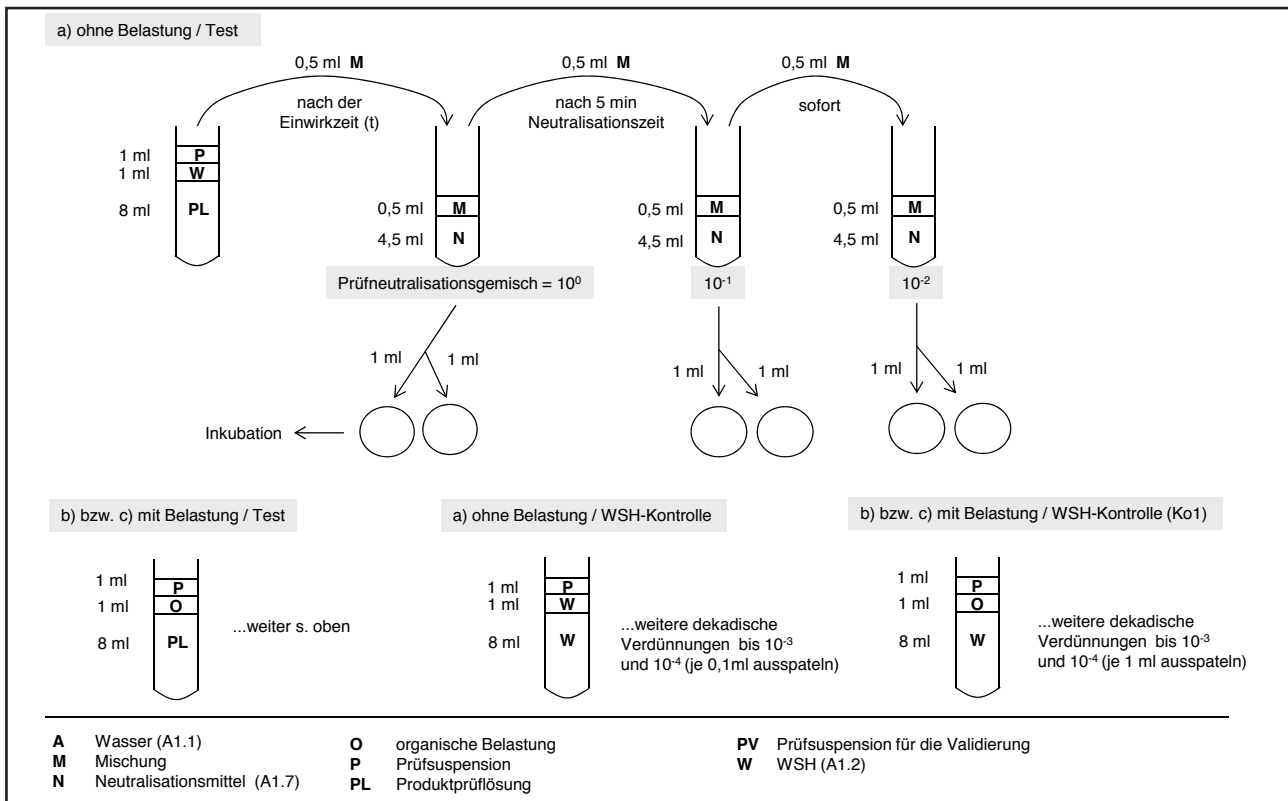 a) ohne Belastung / Test
0,5 ml M
0,5 ml M
0,5 ml M
nach der
Einwirkzeit (t)
nach 5 min
Neutralisationszeit
sofort
1 ml P
1 ml W
8 ml PL
0,5 ml M
4,5 ml N
0,5 ml M
4,5 ml N
0,5 ml M
4,5 ml N
Prüfneutralisationsgemisch = 10⁰
10⁻¹
10⁻²
1 ml
1 ml
1 ml
1 ml
1 ml
1 ml
Inkubation
b) bzw. c) mit Belastung / Test
1 ml P
1 ml O
8 ml PL
...weiter s. oben
a) ohne Belastung / WSH-Kontrolle
1 ml P
1 ml W
8 ml W
...weitere dekadische
Verdünnungen bis 10⁻³
und 10⁻⁴ (je 0,1ml ausspateln)
b) bzw. c) mit Belastung / WSH-Kontrolle (Ko1)
1 ml P
1 ml O
8 ml W
...weitere dekadische
Verdünnungen bis 10⁻³
und 10⁻⁴ (je 1 ml ausspateln)
A Wasser (A1.1)
M Mischung
N Neutralisationsmittel (A1.7)
O organische Belastung
P Prüfsuspension
PL Produktprüflösung
PV Prüfsuspension für die Validierung
W WSH (A1.2)